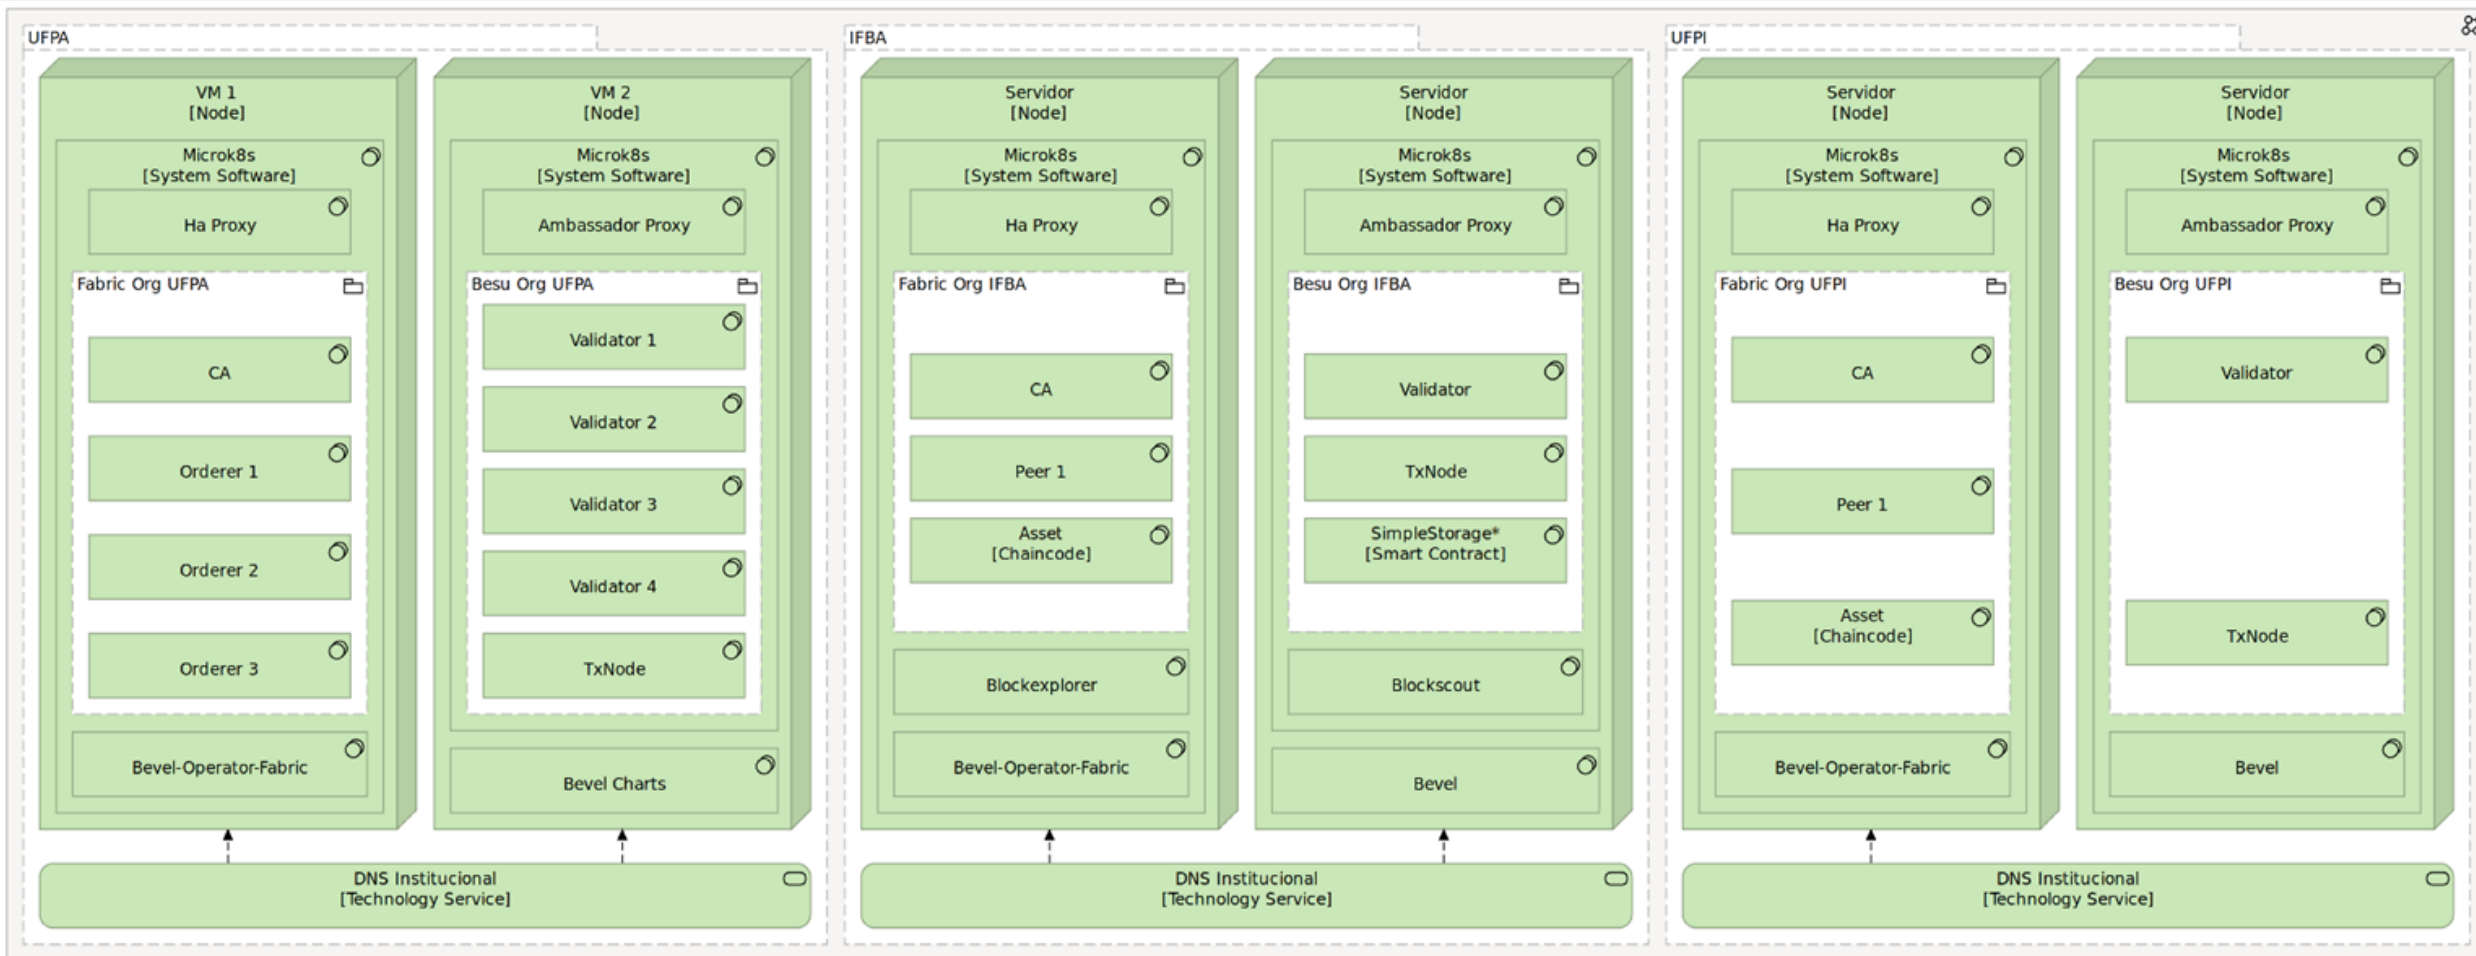 UFPA
VM 1
[Node]
Microk8s
[System Software]
Ha Proxy
Fabric Org UFPA
CA
Orderer 1
Orderer 2
Orderer 3
Bevel-Operator-Fabric
VM 2
[Node]
Microk8s
[System Software]
Ambassador Proxy
Besu Org UFPA
Validator 1
Validator 2
Validator 3
Validator 4
TxNode
Bevel Charts
DNS Institucional
[Technology Service]
IFBA
Servidor
[Node]
Microk8s
[System Software]
Ha Proxy
Fabric Org IFBA
CA
Peer 1
Asset
[Chaincode]
Blockexplorer
Bevel-Operator-Fabric
Servidor
[Node]
Microk8s
[System Software]
Ambassador Proxy
Besu Org IFBA
Validator
TxNode
SimpleStorage*
[Smart Contract]
Blockscout
Bevel
DNS Institucional
[Technology Service]
UFPI
Servidor
[Node]
Microk8s
[System Software]
Ha Proxy
Fabric Org UFPI
CA
Peer 1
Asset
[Chaincode]
Bevel-Operator-Fabric
Servidor
[Node]
Microk8s
[System Software]
Ambassador Proxy
Besu Org UFPI
Validator
TxNode
Bevel
DNS Institucional
[Technology Service]